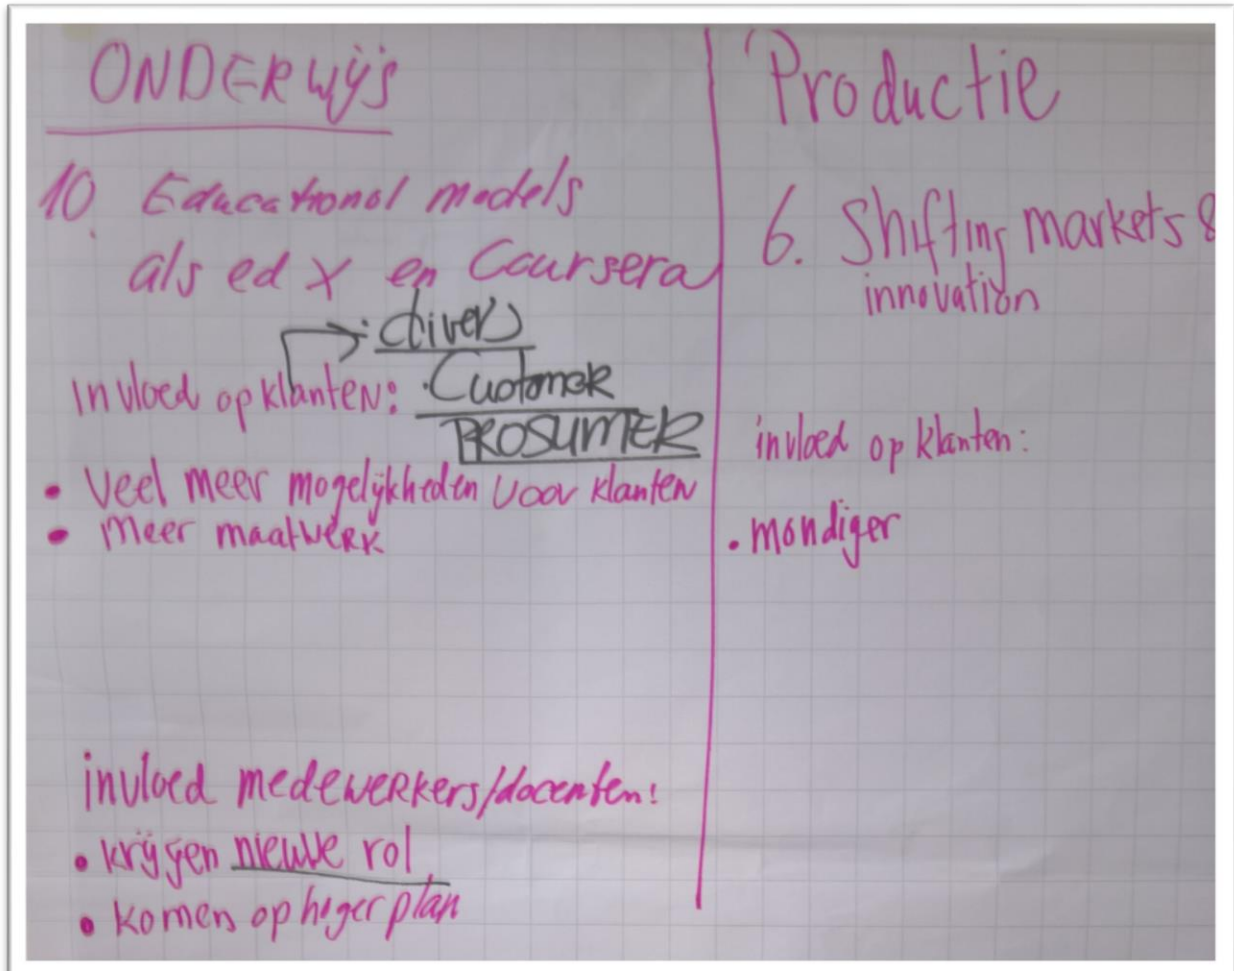 ONDERWIJS
10. Educational models
als ed X en Coursera
· divers
invloed op klanten: · Customer
PROSUMER
• Veel meer mogelijkheden voor klanten
• Meer maatwerk
invloed medewerkers/docenten:
• krijgen nieuwe rol
• komen op hoger plan
Productie
6. Shifting markets &
innovation
invloed op klanten:
• mondiger